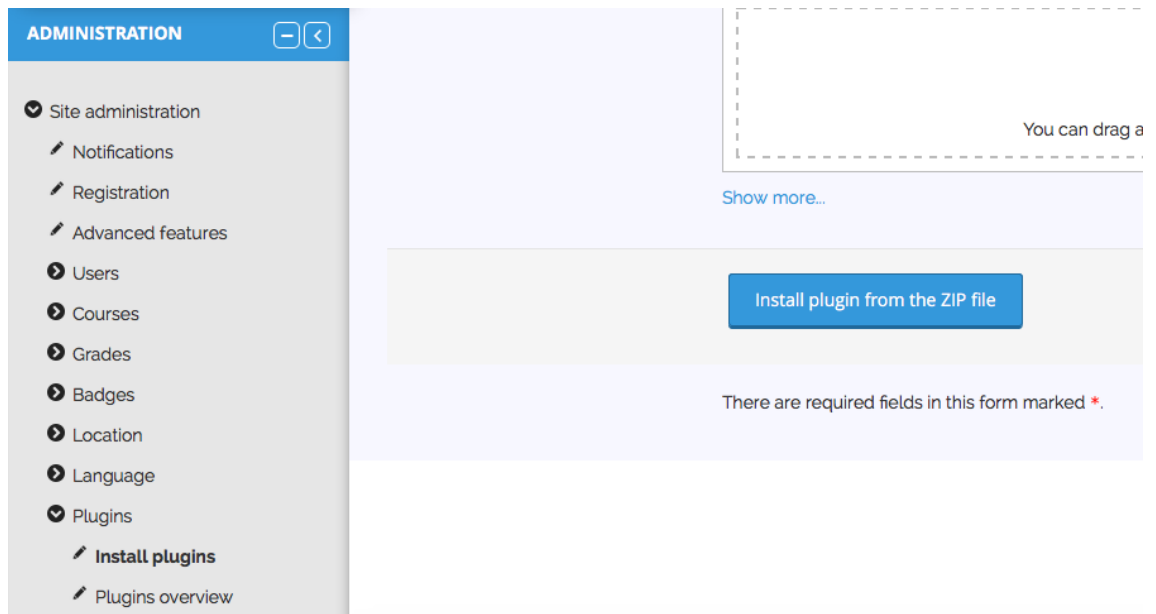 ADMINISTRATION
Site administration
Notifications
Registration
Advanced features
Users
Courses
Grades
Badges
Location
Language
Plugins
Install plugins
Plugins overview
You can drag a
Show more...
Install plugin from the ZIP file
There are required fields in this form marked *.